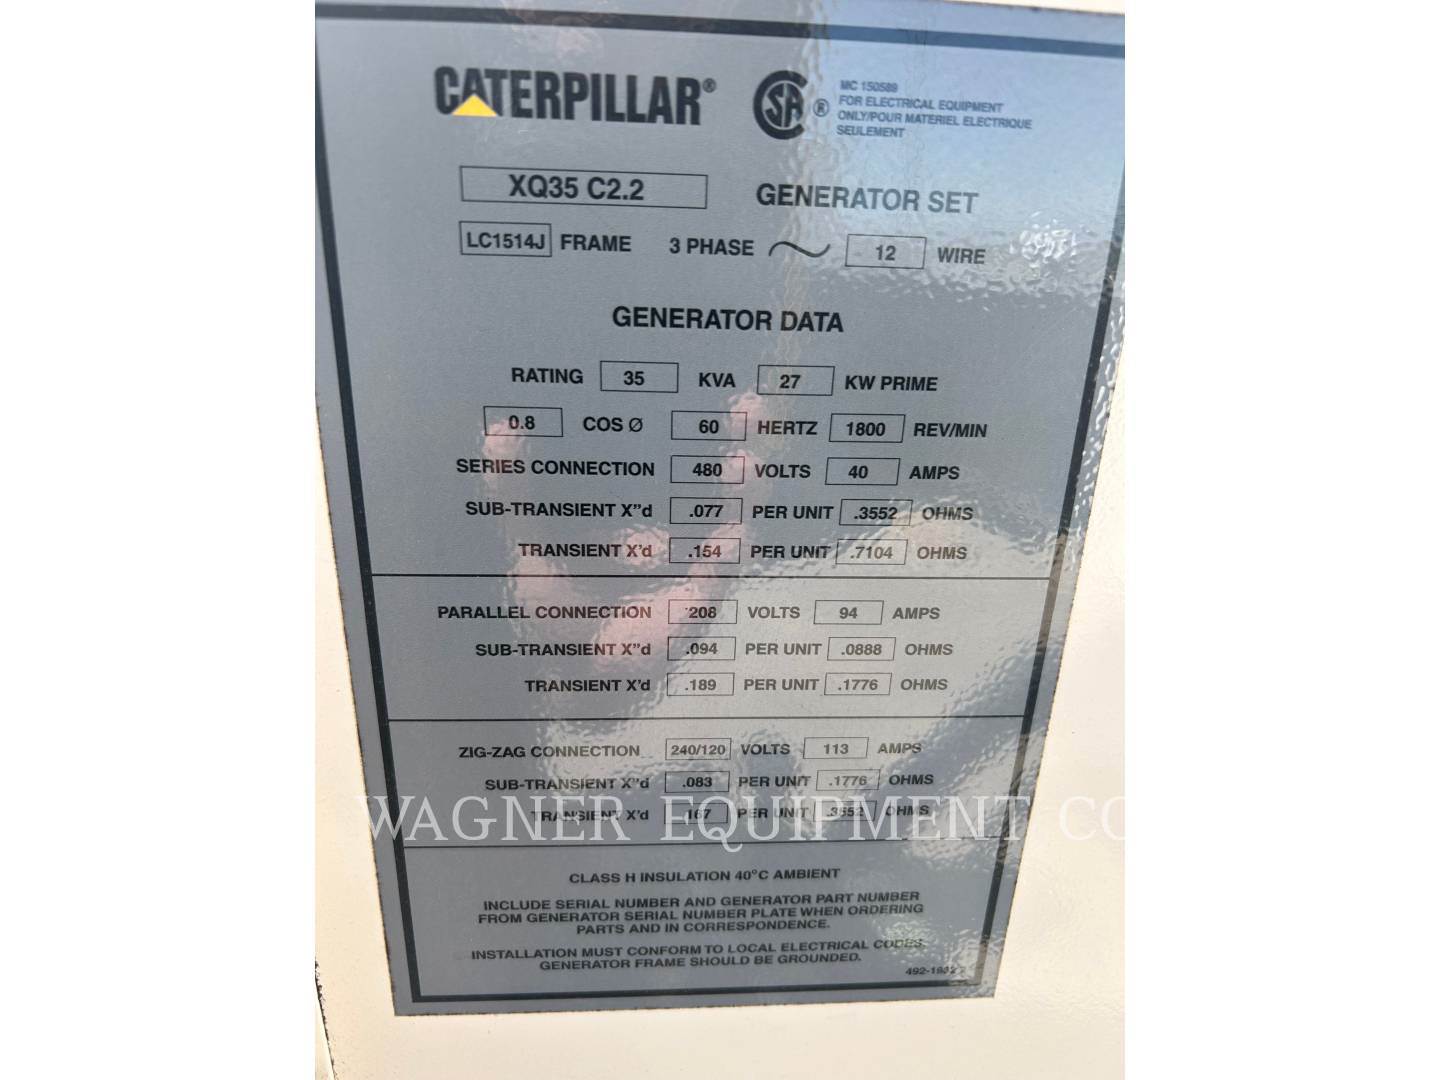 CATERPILLAR®
SA ®
MC 150589
FOR ELECTRICAL EQUIPMENT
ONLY/POUR MATERIEL ELECTRIQUE
SEULEMENT
XQ35 C2.2 GENERATOR SET
LC1514J FRAME 3 PHASE 12 WIRE
GENERATOR DATA
RATING 35 KVA 27 KW PRIME
0.8 COS Ø 60 HERTZ 1800 REV/MIN
SERIES CONNECTION 480 VOLTS 40 AMPS
SUB-TRANSIENT X"d .077 PER UNIT .3552 OHMS
TRANSIENT X'd .154 PER UNIT .7104 OHMS
PARALLEL CONNECTION 208 VOLTS 94 AMPS
SUB-TRANSIENT X"d .094 PER UNIT .0888 OHMS
TRANSIENT X'd .189 PER UNIT .1776 OHMS
ZIG-ZAG CONNECTION 240/120 VOLTS 113 AMPS
SUB-TRANSIENT X"d .083 PER UNIT .1776 OHMS
TRANSIENT X'd .167 PER UNIT .3552 OHMS
WAGNER EQUIPMENT CO
CLASS H INSULATION 40°C AMBIENT
INCLUDE SERIAL NUMBER AND GENERATOR PART NUMBER
FROM GENERATOR SERIAL NUMBER PLATE WHEN ORDERING
PARTS AND IN CORRESPONDENCE.
INSTALLATION MUST CONFORM TO LOCAL ELECTRICAL CODES.
GENERATOR FRAME SHOULD BE GROUNDED.